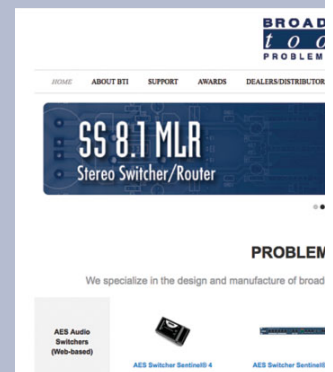 BROAD
too
PROBLEM
HOME ABOUT BTI SUPPORT AWARDS DEALERS/DISTRIBUTOR
SS 8.1 MLR
Stereo Switcher/Router
PROBLEM
We specialize in the design and manufacture of broad
AES Audio
Switchers
(Web-based)
AES Switcher Sentinel® 4 AES Switcher Sentinel®